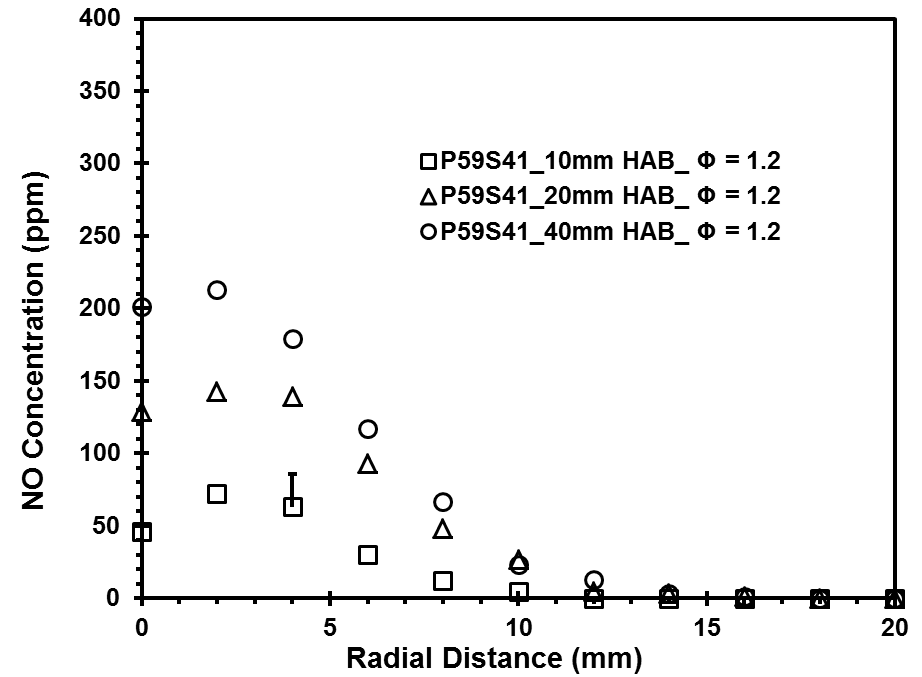 400
350
300
250
200
150
100
50
0
NO Concentration (ppm)
P59S41_10mm HAB_ Φ = 1.2
P59S41_20mm HAB_ Φ = 1.2
P59S41_40mm HAB_ Φ = 1.2
0 5 10 15 20
Radial Distance (mm)